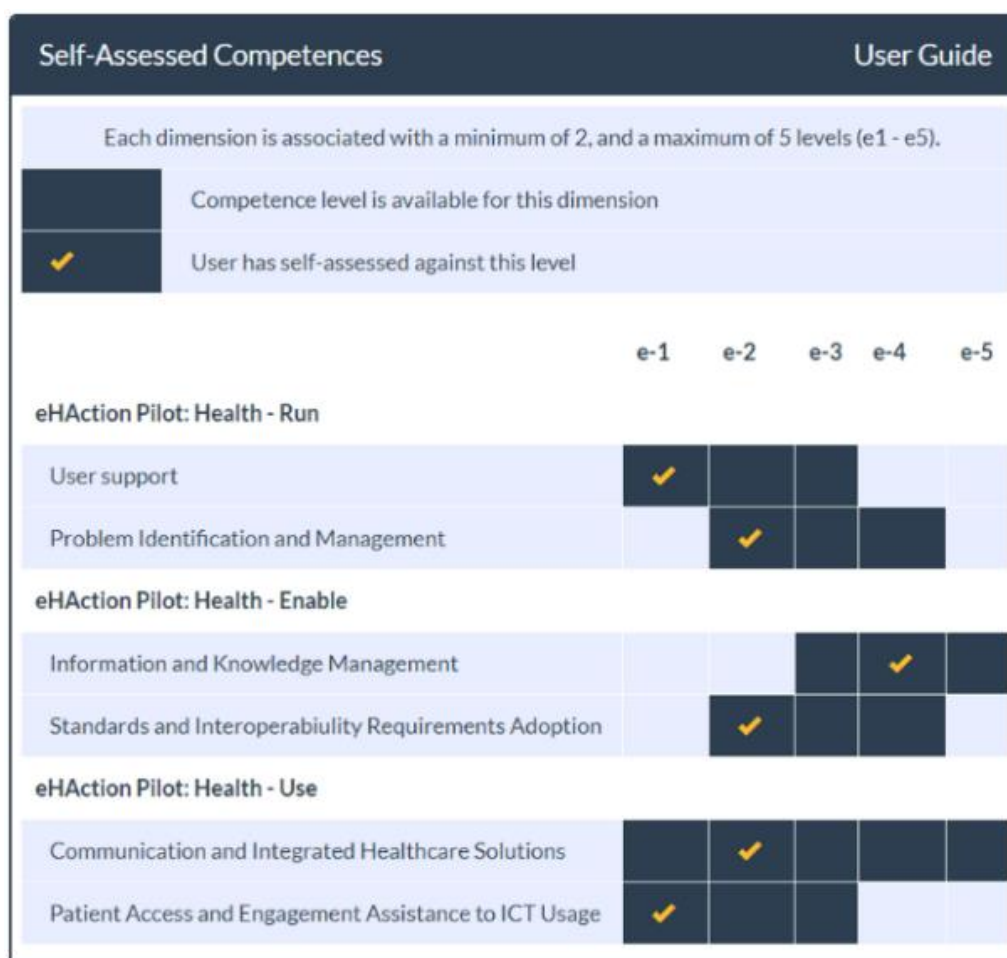 Self-Assessed Competences User Guide
Each dimension is associated with a minimum of 2, and a maximum of 5 levels (e1 - e5).
Competence level is available for this dimension
User has self-assessed against this level
e-1 e-2 e-3 e-4 e-5
eHAction Pilot: Health - Run
User support
Problem Identification and Management
eHAction Pilot: Health - Enable
Information and Knowledge Management
Standards and Interoperabiulity Requirements Adoption
eHAction Pilot: Health - Use
Communication and Integrated Healthcare Solutions
Patient Access and Engagement Assistance to ICT Usage